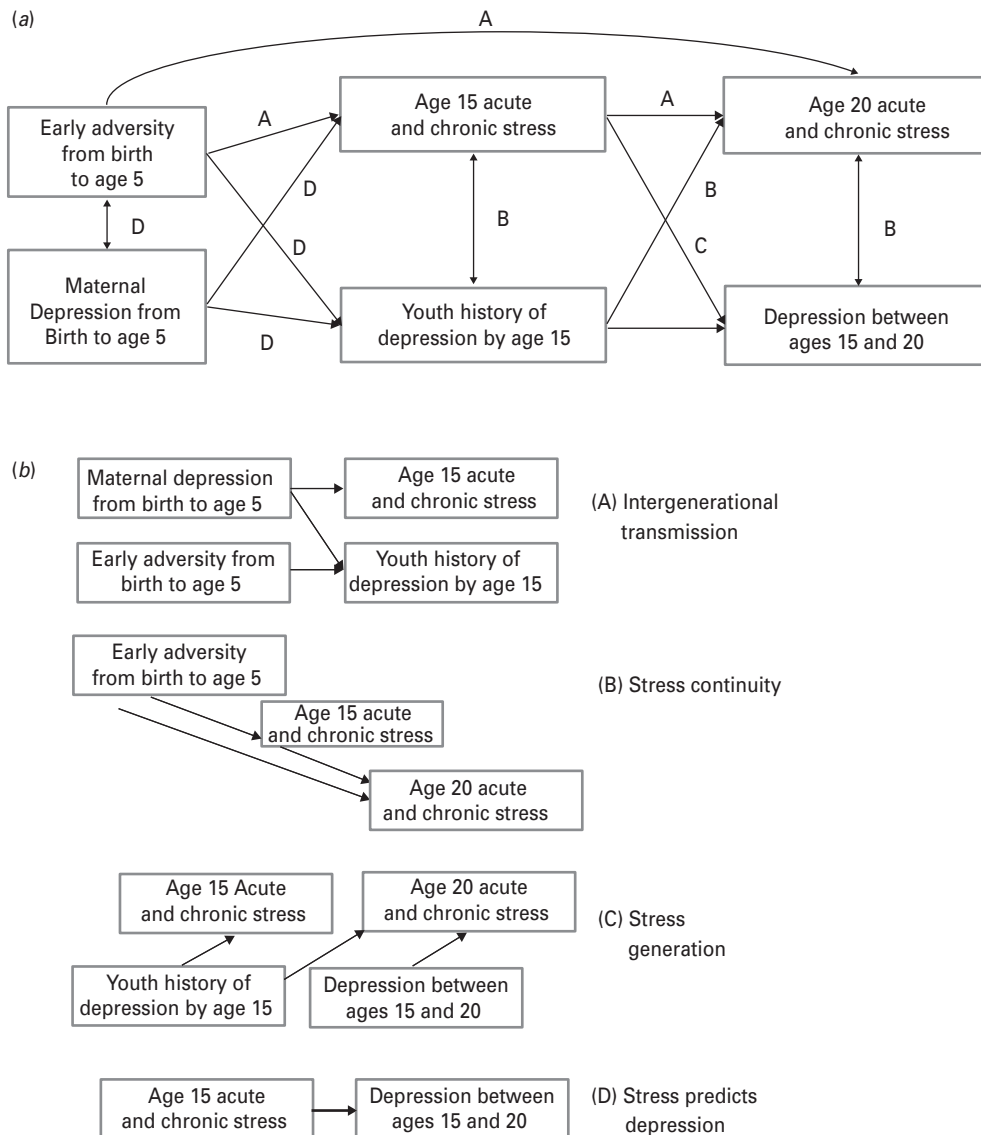 (a)
A
Early adversity
from birth
to age 5
A
Age 15 acute
and chronic stress
A
Age 20 acute
and chronic stress
D
D
D
B
B
C
B
Maternal
Depression from
Birth to age 5
D
Youth history of
depression by age 15
Depression between
ages 15 and 20
(b)
Maternal depression
from birth to age 5
Age 15 acute
and chronic stress
(A) Intergenerational
transmission
Early adversity from
birth to age 5
Youth history of
depression by age 15
Early adversity
from birth to age 5
(B) Stress continuity
Age 15 acute
and chronic stress
Age 20 acute
and chronic stress
Age 15 Acute
and chronic stress
Age 20 acute
and chronic stress
(C) Stress
generation
Youth history of
depression by age 15
Depression between
ages 15 and 20
Age 15 acute
and chronic stress
Depression between
ages 15 and 20
(D) Stress predicts
depression